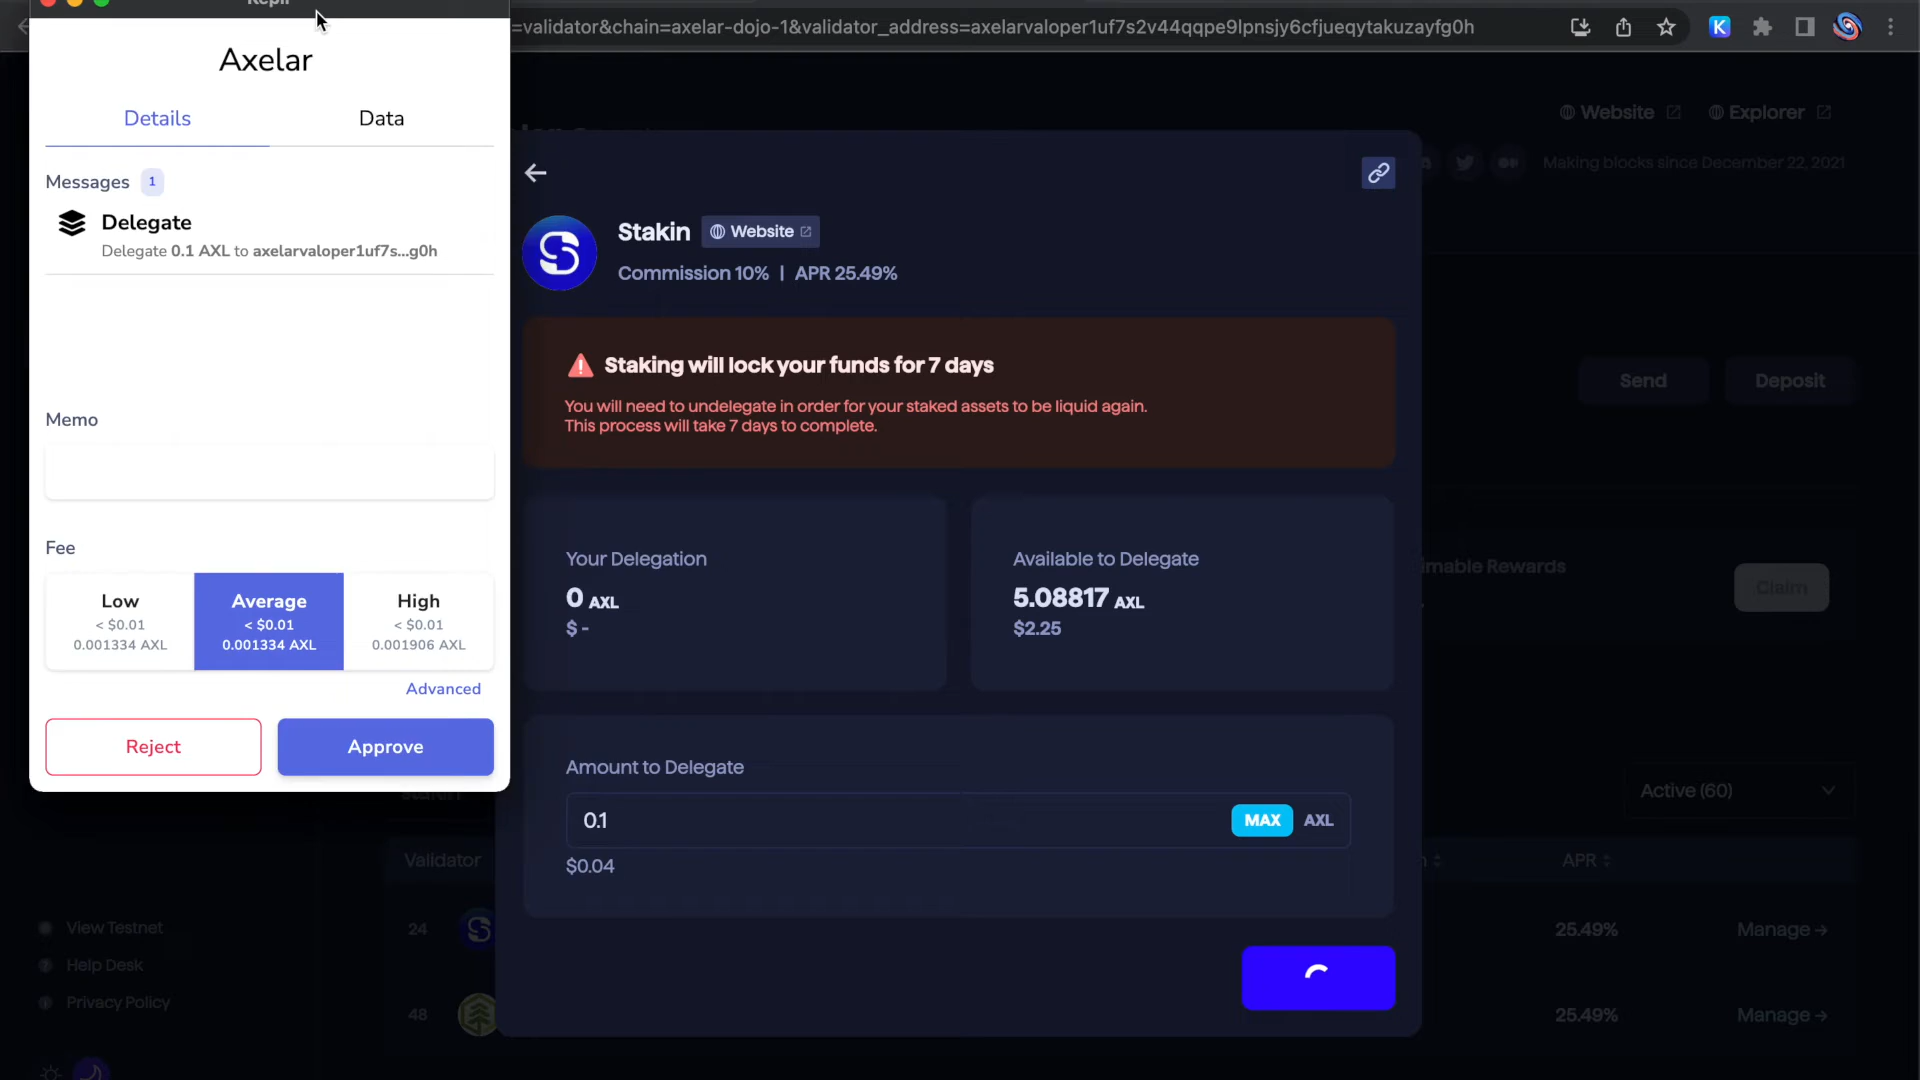 =validator&chain=axelar-dojo-1&validator_address=axelarvaloper1uf7s2v44qqpe9lpnsjy6cfjueqytakuzayfg0h
Axelar
Details
Data
Messages 1
Delegate
Delegate 0.1 AXL to axelarvaloper1uf7s...g0h
Memo
Fee
Low
< $0.01
0.001334 AXL
Average
< $0.01
0.001334 AXL
High
< $0.01
0.001906 AXL
Advanced
Reject
Approve
Stakin
Website
Commission 10% | APR 25.49%
Staking will lock your funds for 7 days
You will need to undelegate in order for your staked assets to be liquid again.
This process will take 7 days to complete.
Your Delegation
0 AXL
$ -
Available to Delegate
5.08817 AXL
$2.25
Amount to Delegate
0.1
MAX AXL
$0.04
Website
Explorer
Making blocks since December 22, 2021
Send
Deposit
Rewards
Claim
Active (60)
Validator
APR
24
25.49%
Manage →
48
25.49%
Manage →
View Testnet
Help Desk
Privacy Policy